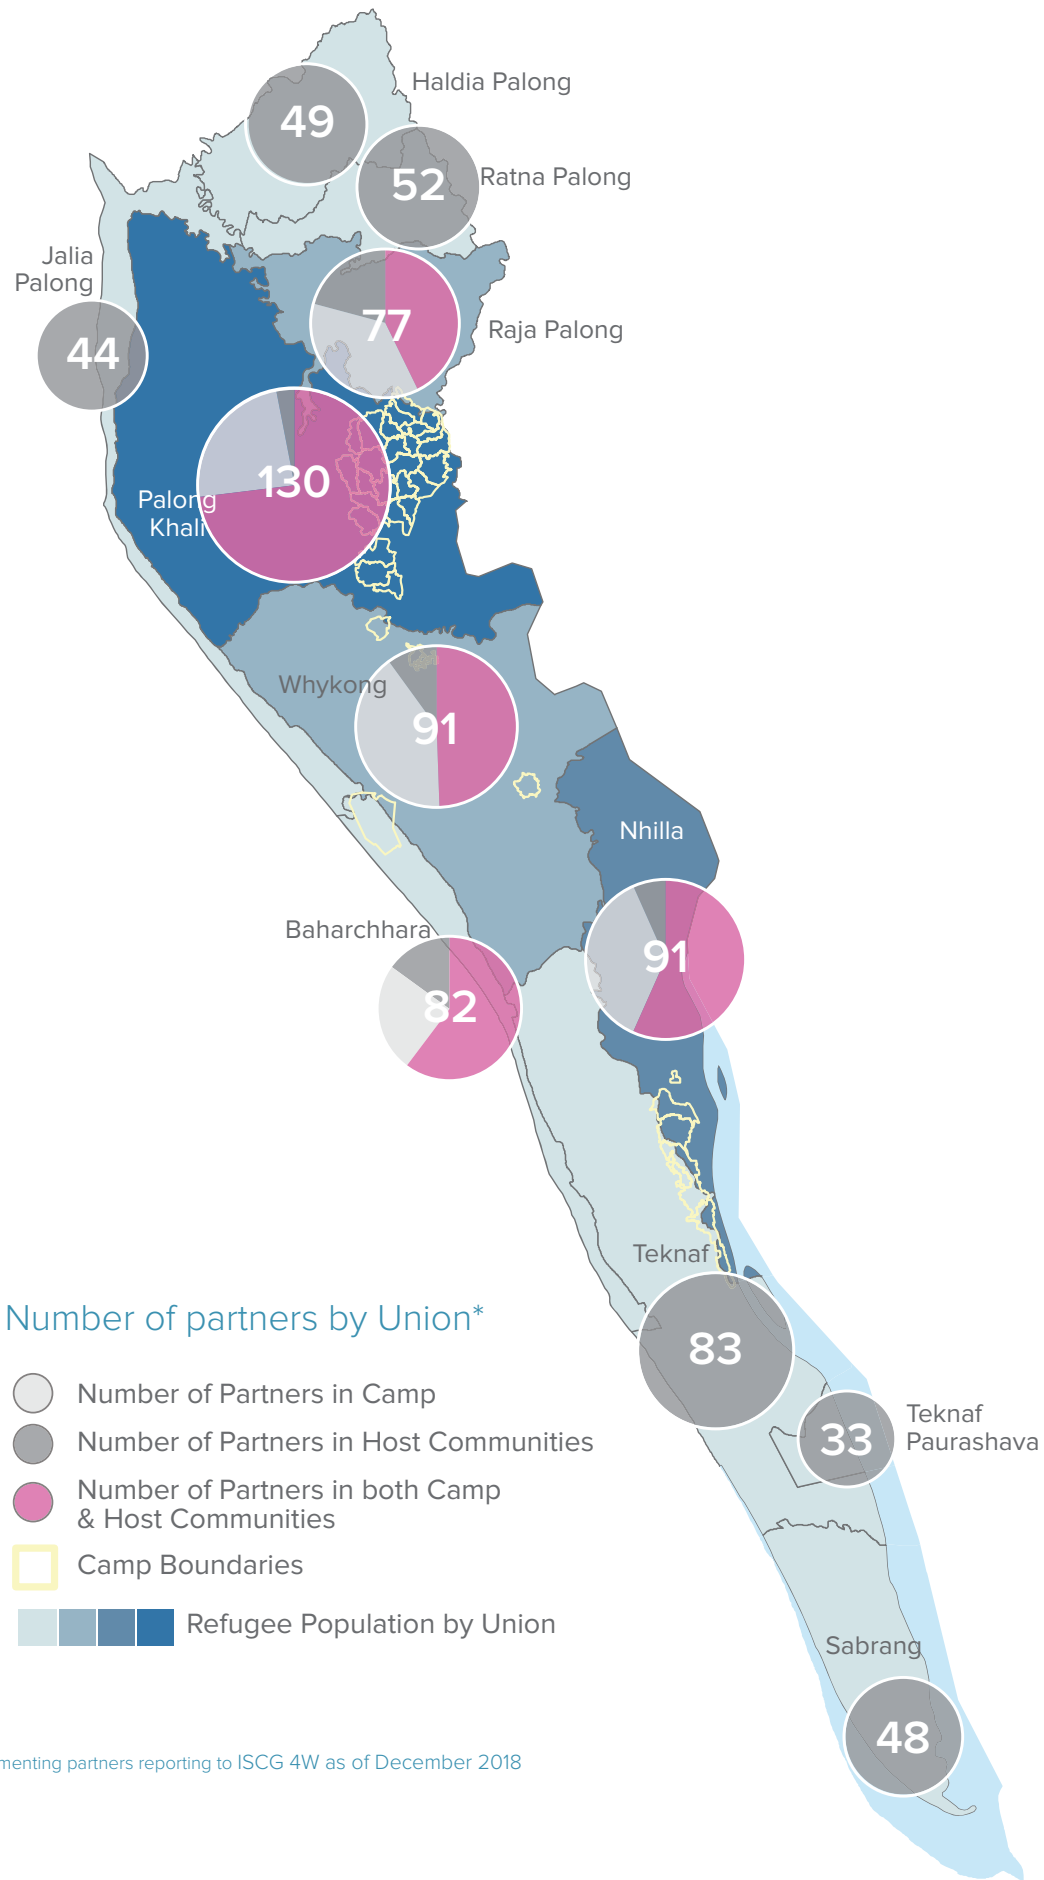 Haldia Palong
49
52
Ratna Palong
Jalia
Palong
44
77
Raja Palong
130
Palong
Khali
Whykong
91
Nhilla
Baharchhara
91
82
Teknaf
83
Number of partners by Union*
Number of Partners in Camp
Number of Partners in Host Communities
Number of Partners in both Camp
& Host Communities
Camp Boundaries
Refugee Population by Union
Teknaf
Paurashava
33
Sabrang
48
menting partners reporting to ISCG 4W as of December 2018